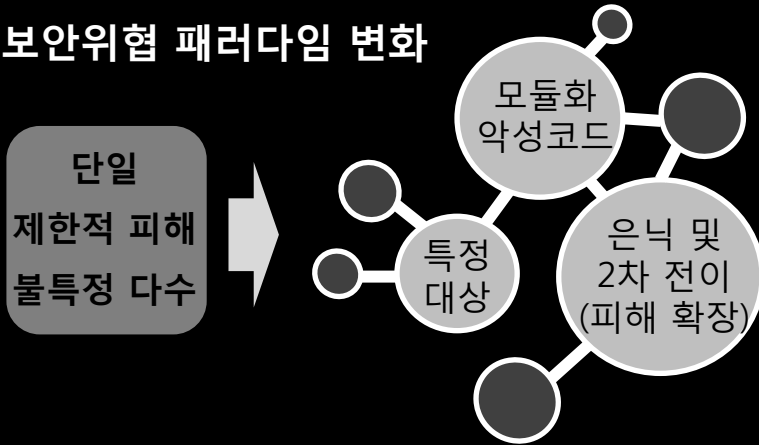 보안위협 패러다임 변화
단일
제한적 피해
불특정 다수
모듈화
악성코드
특정
대상
은닉 및
2차 전이
(피해 확장)